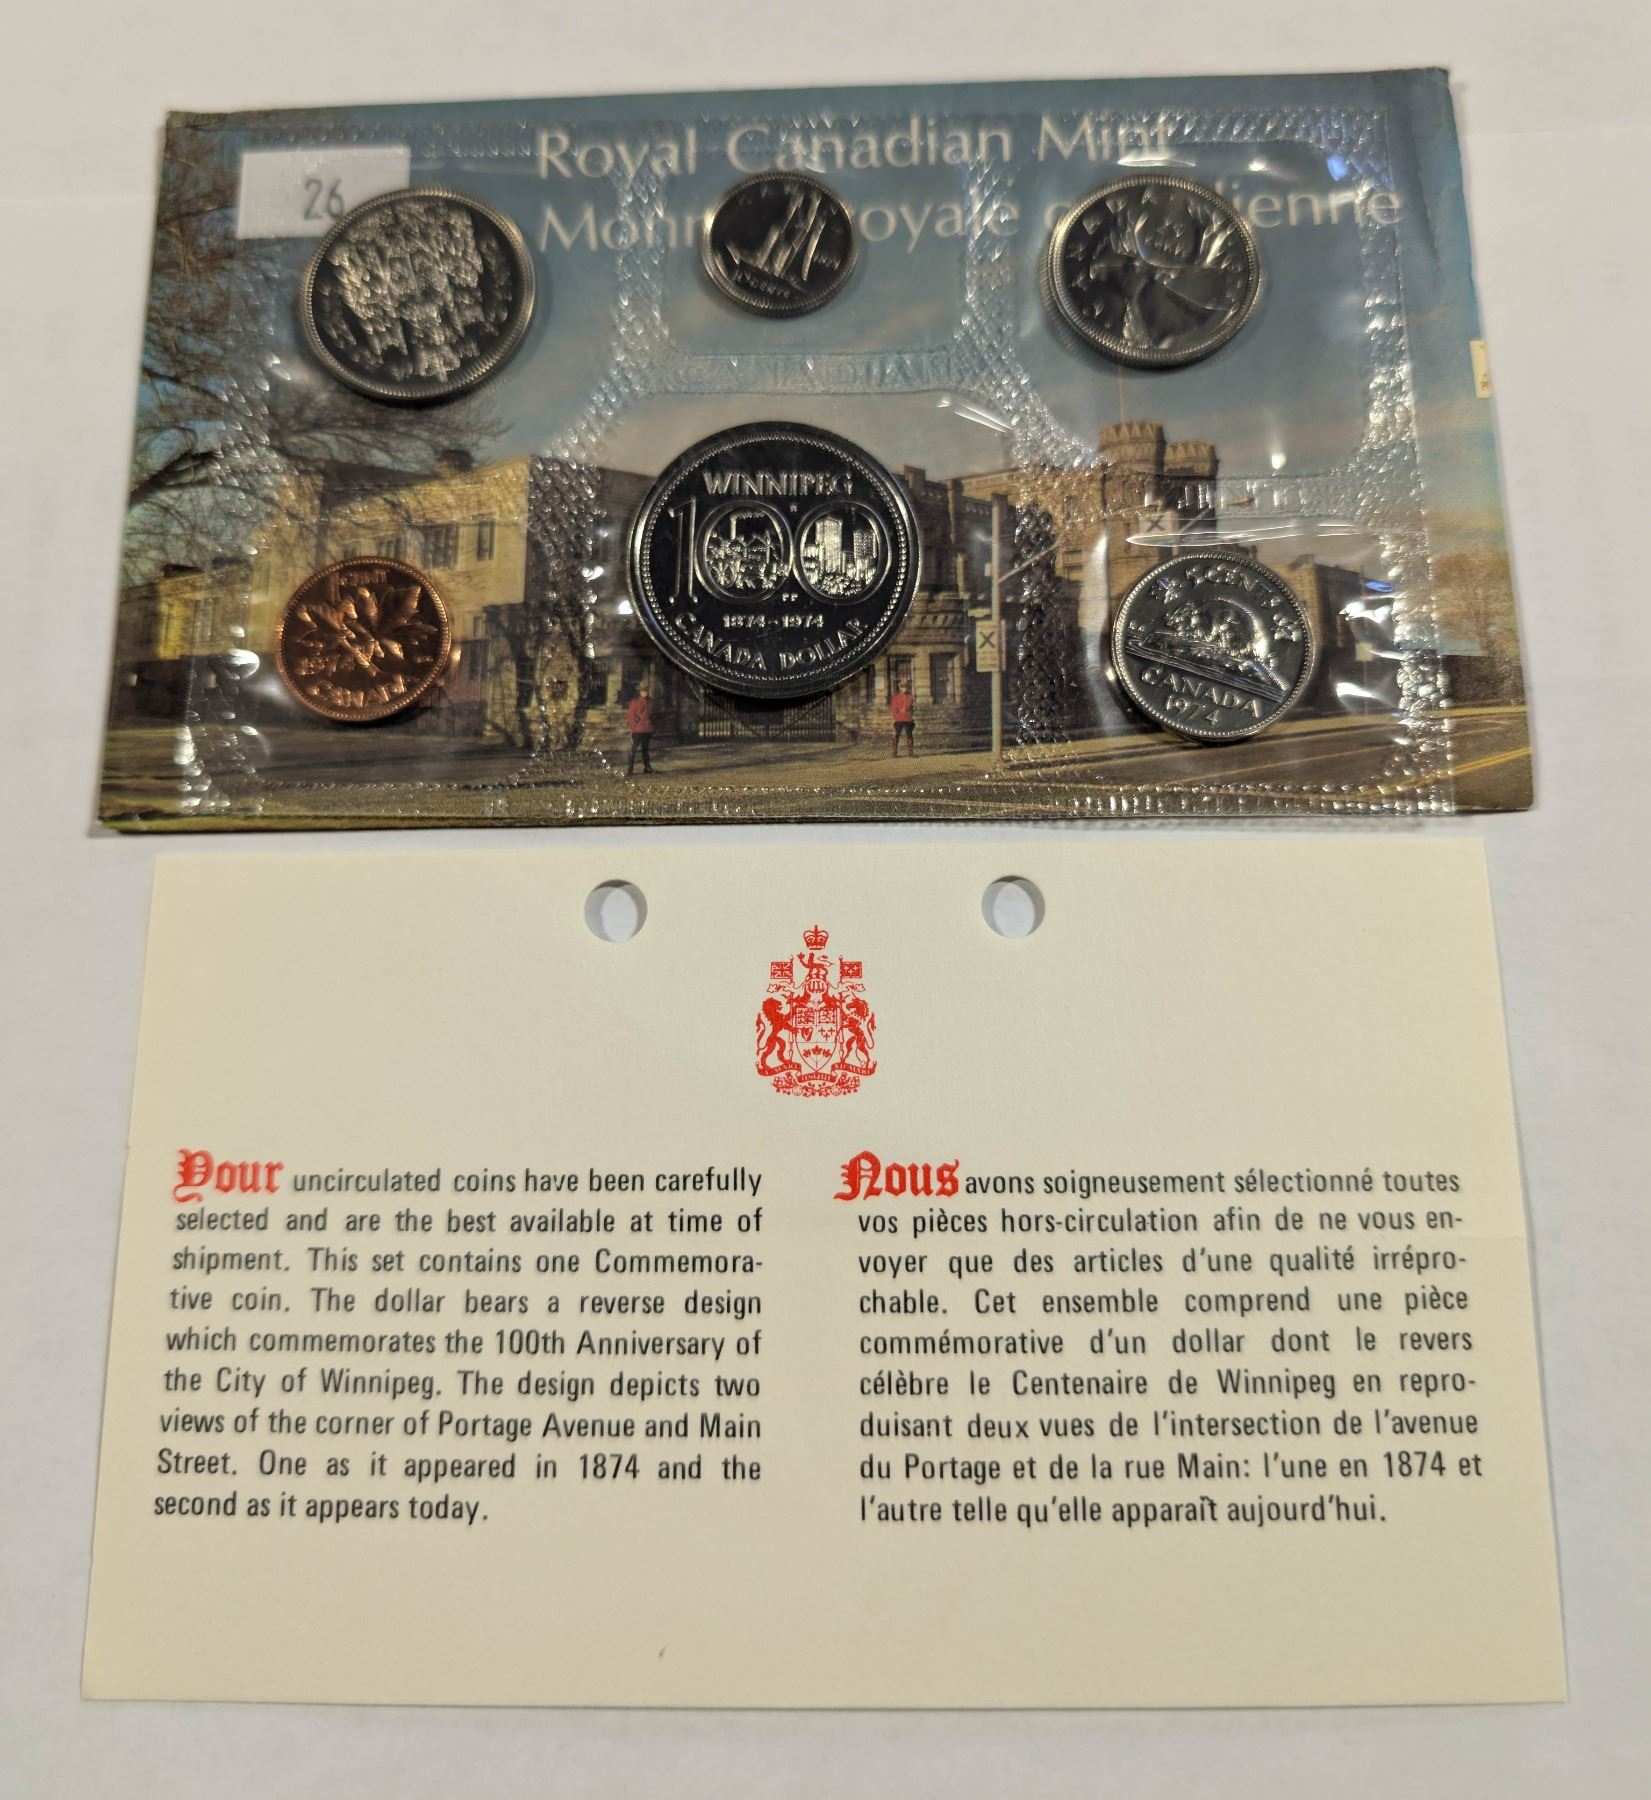 Royal Canadian Mint
26
royale
WINNIPEG
100
1874-1974
CANADA DOLLAR
1 CENT
1974
CANADA
5 CENTS
CANADA
1974
Your uncirculated coins have been carefully
selected and are the best available at time of
shipment. This set contains one Commemora-
tive coin. The dollar bears a reverse design
which commemorates the 100th Anniversary of
the City of Winnipeg. The design depicts two
views of the corner of Portage Avenue and Main
Street. One as it appeared in 1874 and the
second as it appears today.
Nous avons soigneusement sélectionné toutes
vos pièces hors-circulation afin de ne vous en-
voyer que des articles d'une qualité irrépro-
chable. Cet ensemble comprend une pièce
commémorative d'un dollar dont le revers
célèbre le Centenaire de Winnipeg en repro-
duisant deux vues de l'intersection de l'avenue
du Portage et de la rue Main: l'une en 1874 et
l'autre telle qu'elle apparaît aujourd'hui.